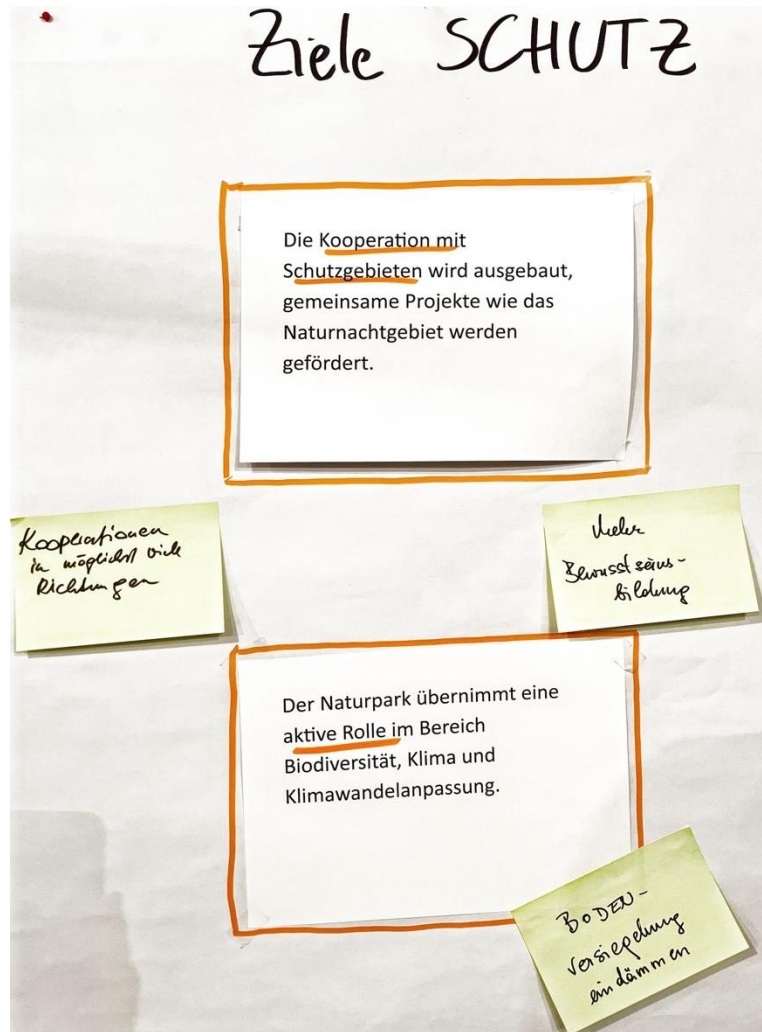 Ziele SCHUTZ
Die Kooperation mit
Schutzgebieten wird ausgebaut,
gemeinsame Projekte wie das
Naturnachtgebiet werden
gefördert.
Kooperationen
in möglichst viele
Richtungen
Mehr
Bewusstseins-
bildung
Der Naturpark übernimmt eine
aktive Rolle im Bereich
Biodiversität, Klima und
Klimawandelanpassung.
BODEN-
versiegelung
eindämmen